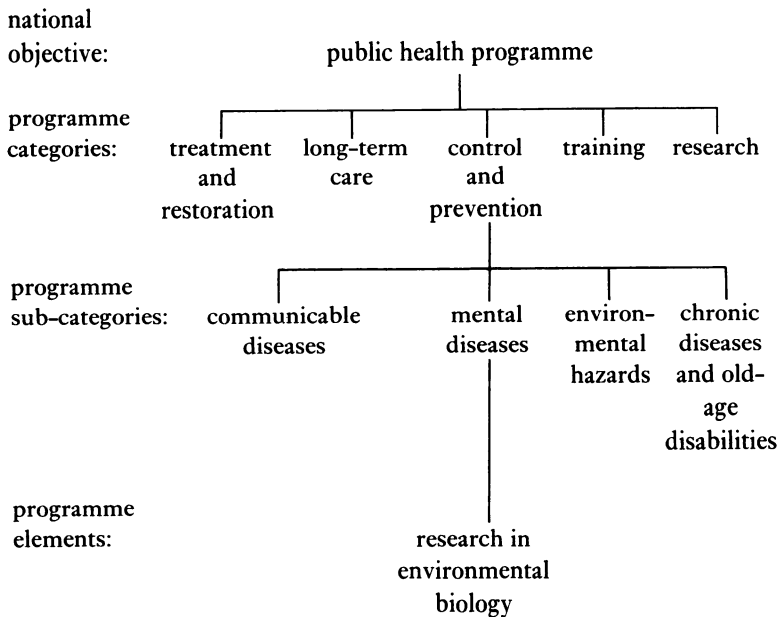 national
objective:
public health programme
programme
categories:
treatment
and
restoration
long-term
care
control
and
prevention
training
research
programme
sub-categories:
communicable
diseases
mental
diseases
environ-
mental
hazards
chronic
diseases
and old-
age
disabilities
programme
elements:
research in
environmental
biology